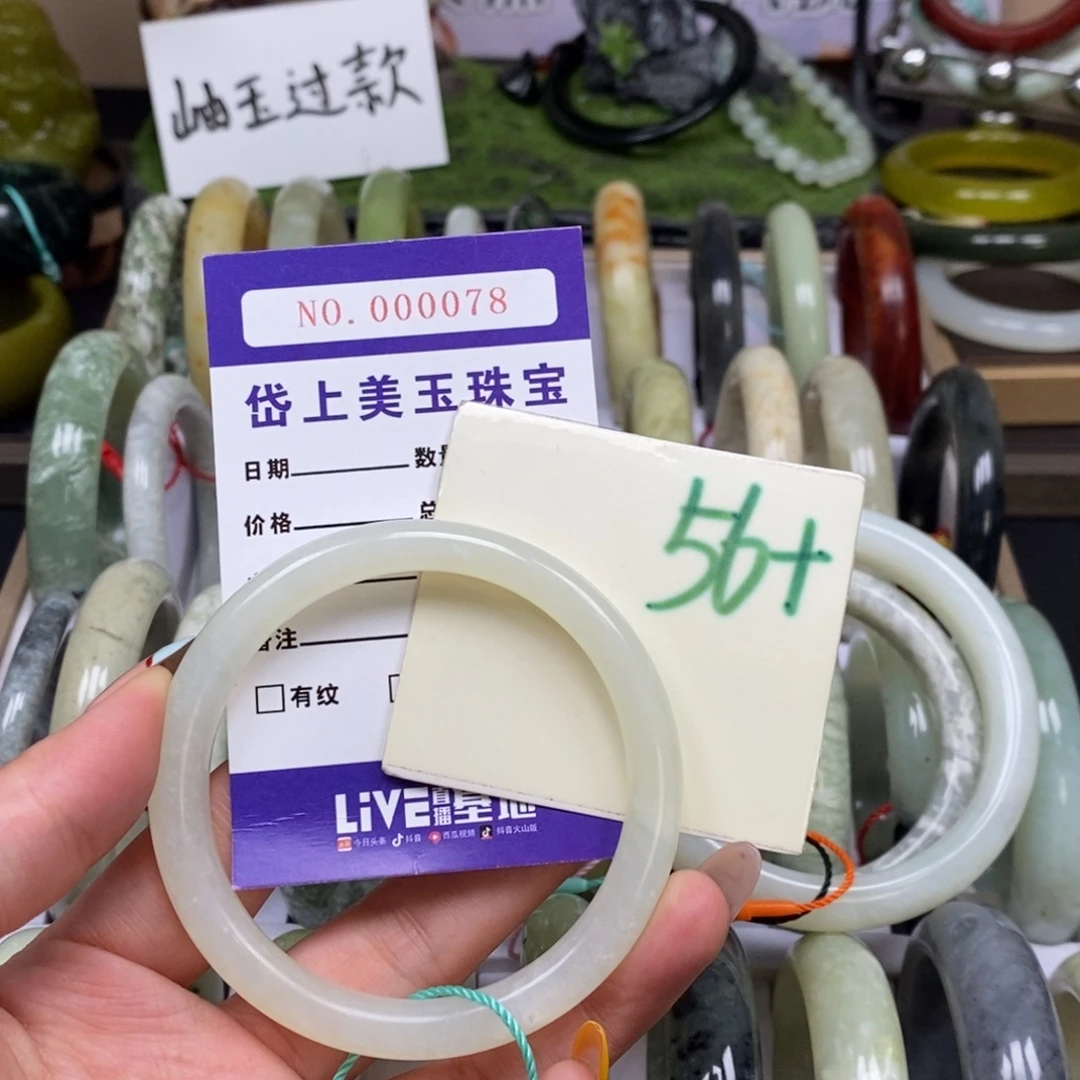 岫玉过款
NO.000078
岱上美玉珠宝
日期 数
价格 总
56+
备注
有纹
LiVE直播基地
今日头条 抖音 西瓜视频 抖音火山版